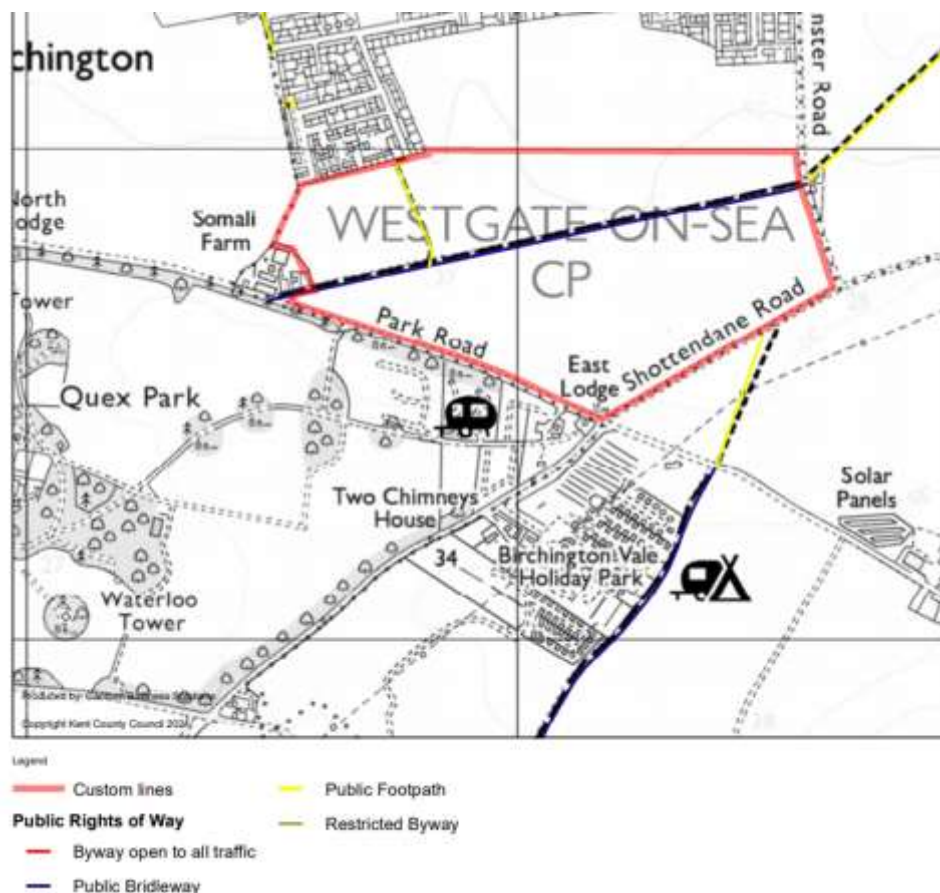 chington
nster Road
North
odge
Somali
Farm
WESTGATE-ON-SEA
CP
Tower
Park Road
East
Lodge
Shottendane Road
Quex Park
Solar
Panels
Two Chimneys
House
34
Birchington Vale
Holiday Park
Waterloo
Tower
Produced by:
Copyright Kent County Council
Legend
Custom lines
Public Footpath
Public Rights of Way
Restricted Byway
Byway open to all traffic
Public Bridleway